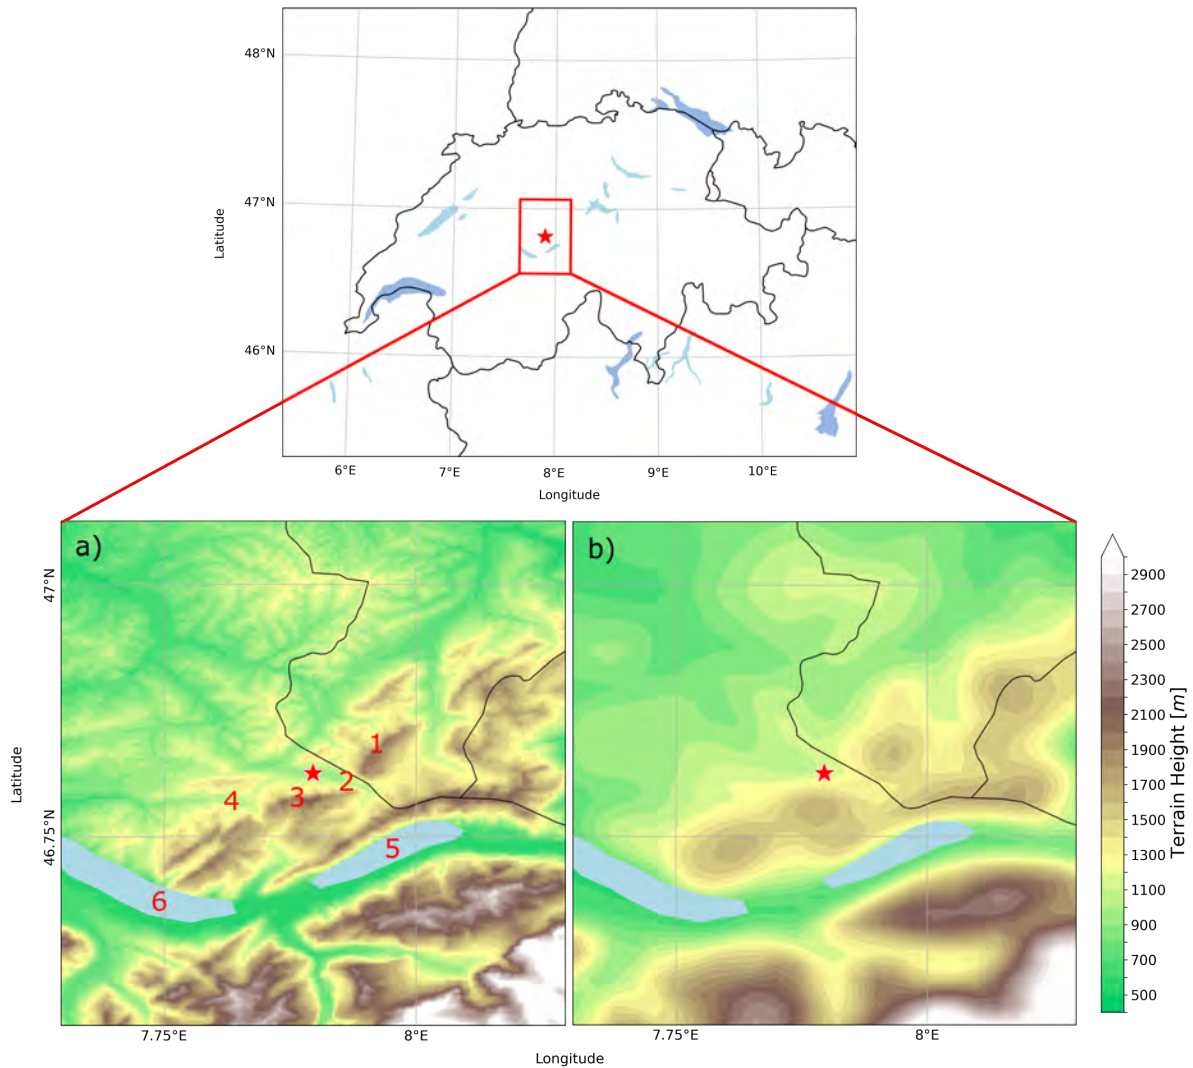 48°N
47°N
46°N
Latitude
6°E 7°E 8°E 9°E 10°E
Longitude
a)
b)
47°N
46.75°N
Latitude
1
2
3
4
5
6
7.75°E 8°E
7.75°E 8°E
Longitude
2900
2700
2500
2300
2100
1900
1700
1500
1300
1100
900
700
500
Terrain Height [m]